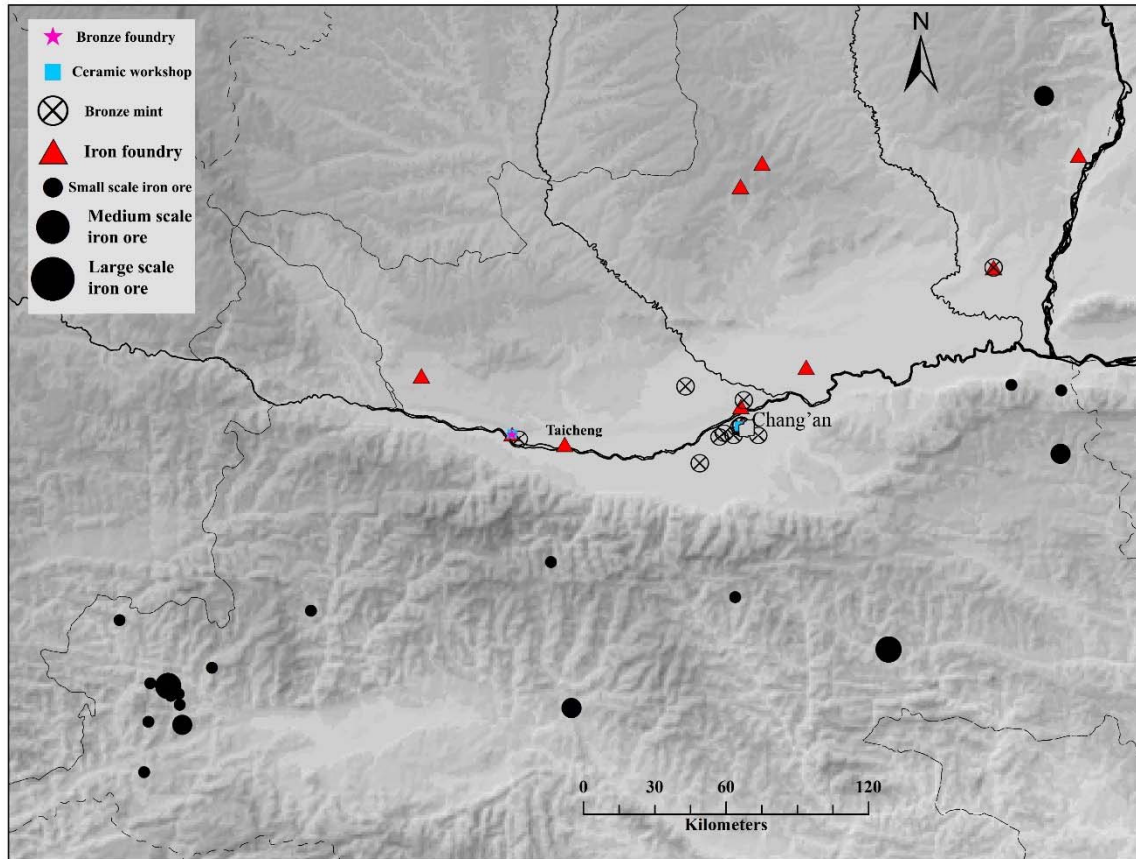 Bronze foundry
Ceramic workshop
Bronze mint
Iron foundry
Small scale iron ore
Medium scale
iron ore
Large scale
iron ore
N
Chang'an
Taicheng
0 30 60 120
Kilometers